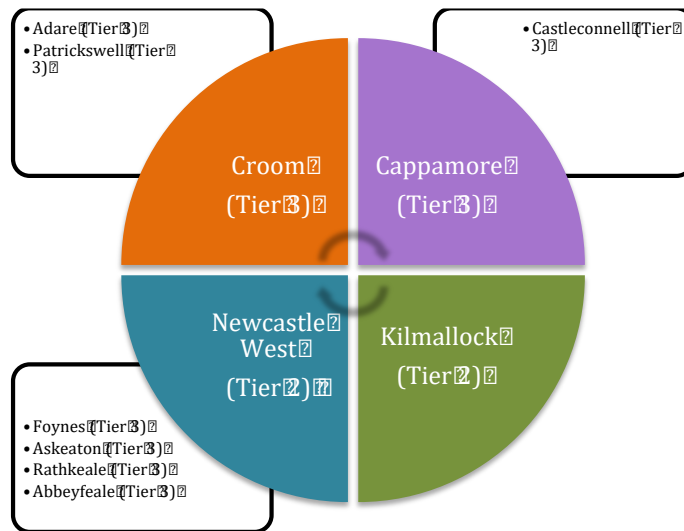 • Adare (Tier 3)
• Patrickswell (Tier
3)
• Castleconnell (Tier
3)
Croom
(Tier 3)
Cappamore
(Tier 3)
Newcastle
West
(Tier 2)
Kilmallock
(Tier 2)
• Foynes (Tier 3)
• Askeaton (Tier 3)
• Rathkeale (Tier 3)
• Abbeyfeale (Tier 3)